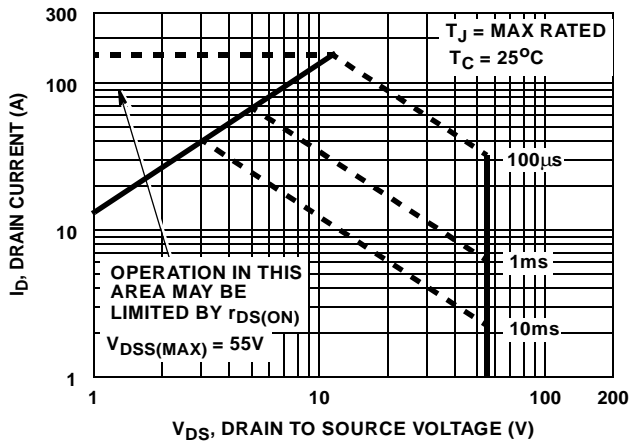 300
100
10
1
I_D, DRAIN CURRENT (A)
T_J = MAX RATED
T_C = 25°C
100µs
1ms
10ms
OPERATION IN THIS
AREA MAY BE
LIMITED BY r_DS(ON)
V_DSS(MAX) = 55V
1
10
100
200
V_DS, DRAIN TO SOURCE VOLTAGE (V)